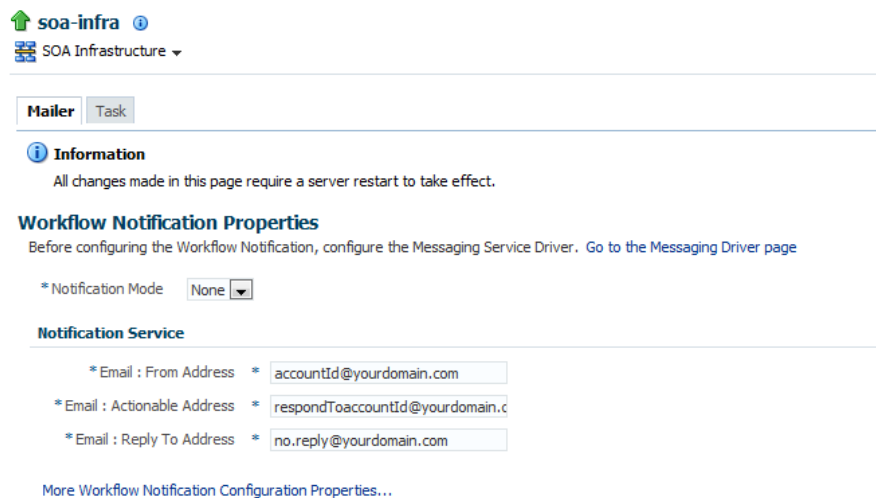 soa-infra
SOA Infrastructure
Mailer Task
Information
All changes made in this page require a server restart to take effect.
Workflow Notification Properties
Before configuring the Workflow Notification, configure the Messaging Service Driver. Go to the Messaging Driver page
* Notification Mode None
Notification Service
* Email : From Address * accountId@yourdomain.com
* Email : Actionable Address * respondToaccountId@yourdomain.c
* Email : Reply To Address * no.reply@yourdomain.com
More Workflow Notification Configuration Properties...